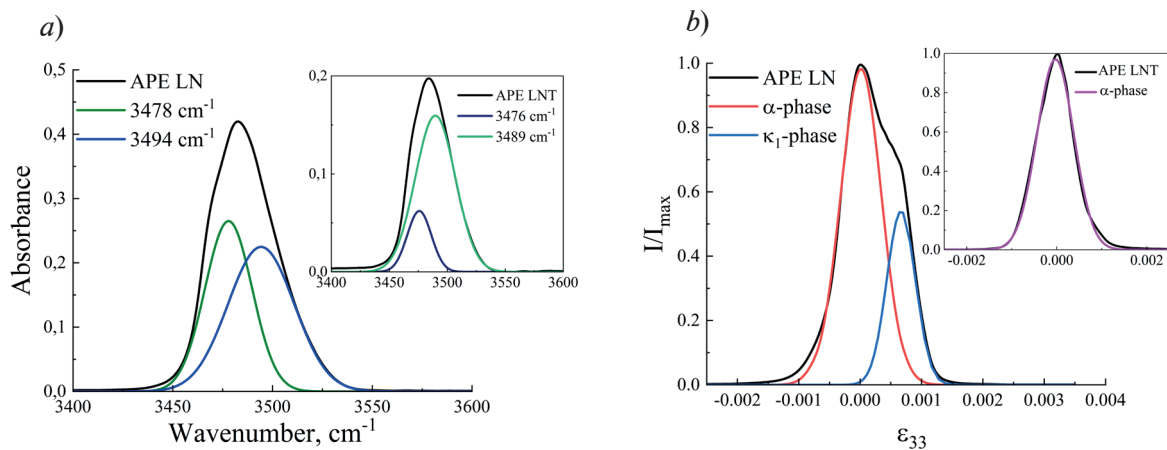 a)
0,5
0,4
0,3
0,2
0,1
0,0
Absorbance
APE LN
3478 cm⁻¹
3494 cm⁻¹
3400 3450 3500 3550 3600
Wavenumber, cm⁻¹
0,2
0,1
0,0
APE LNT
3476 cm⁻¹
3489 cm⁻¹
3400 3450 3500 3550 3600
b)
1.0
0.8
0.6
0.4
0.2
0.0
I/Iₘₐₓ
APE LN
α-phase
κ₁-phase
-0.002 -0.001 0.000 0.001 0.002 0.003 0.004
ε₃₃
1.0
0.8
0.6
0.4
0.2
0.0
APE LNT
α-phase
-0.002 0.000 0.002